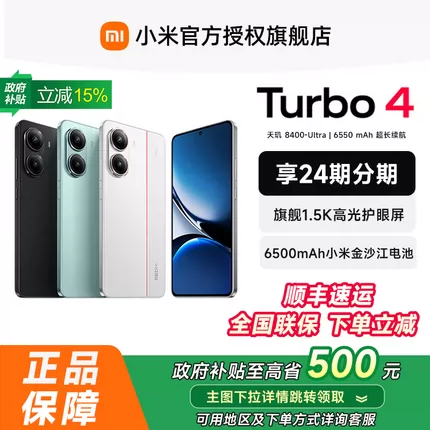 小米官方授权旗舰店
政府
补贴 立减15%
Turbo 4
天玑 8400-Ultra | 6550 mAh 超长续航
享24期分期
旗舰1.5K高光护眼屏
6500mAh小米金沙江电池
REDMI
顺丰速运
全国联保 下单立减
正品
保障
政府补贴至高省500元
主图下拉详情跳转领取
可用地区及下单方式详询客服